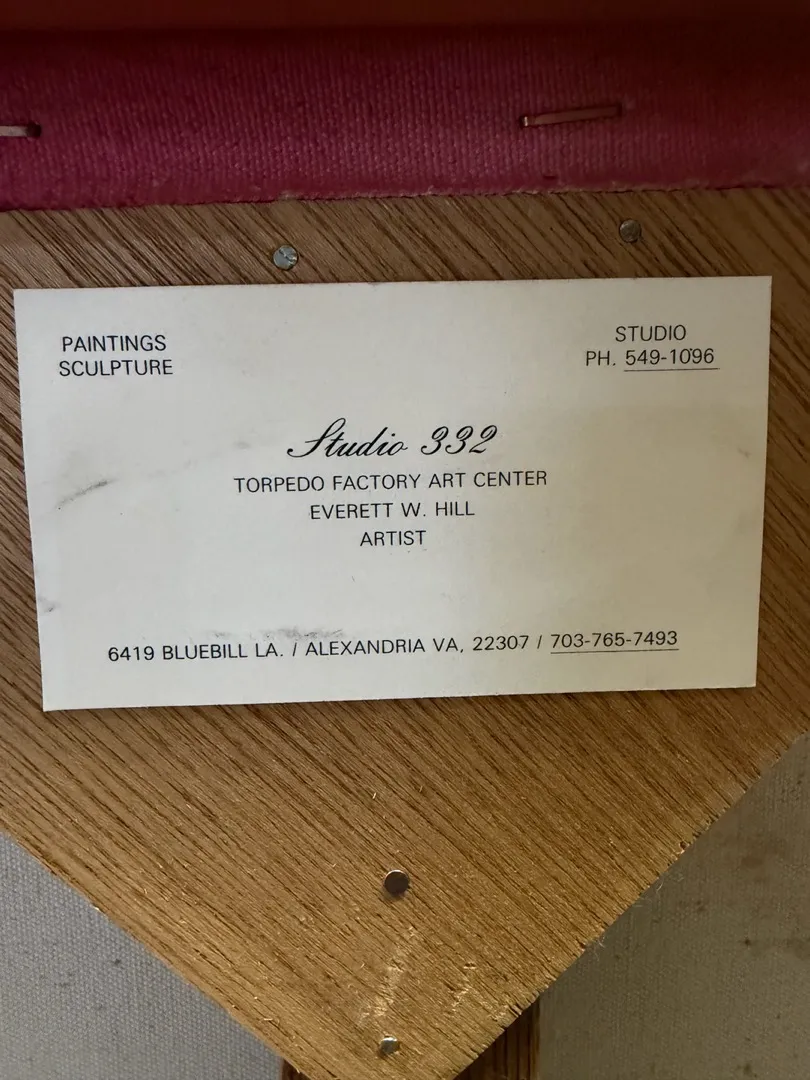 PAINTINGS
SCULPTURE
STUDIO
PH. 549-1096
Studio 332
TORPEDO FACTORY ART CENTER
EVERETT W. HILL
ARTIST
6419 BLUEBILL LA. / ALEXANDRIA VA, 22307 / 703-765-7493